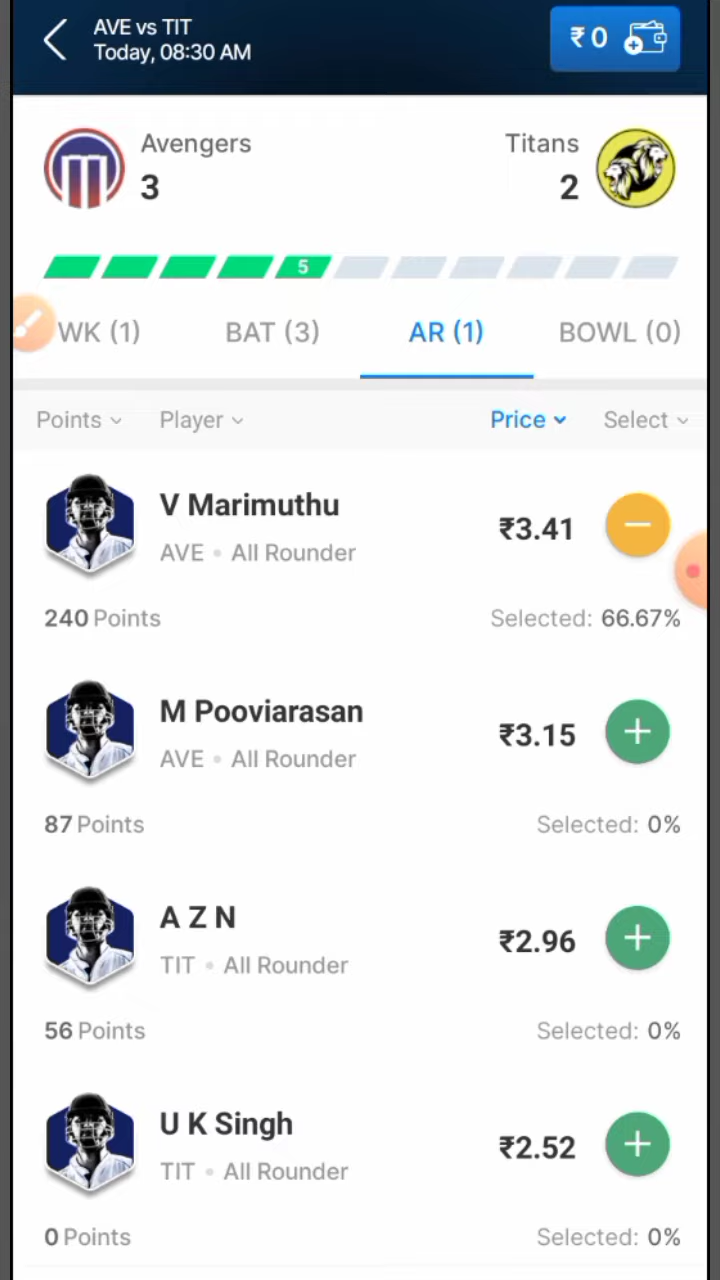 AVE vs TIT
Today, 08:30 AM
₹ 0
Avengers
Titans
3
2
5
WK (1)
BAT (3)
AR (1)
BOWL (0)
Points
Player
Price
Select
V Marimuthu
₹3.41
AVE • All Rounder
240 Points
Selected: 66.67%
M Pooviarasan
₹3.15
AVE • All Rounder
87 Points
Selected: 0%
A Z N
₹2.96
TIT • All Rounder
56 Points
Selected: 0%
U K Singh
₹2.52
TIT • All Rounder
0 Points
Selected: 0%